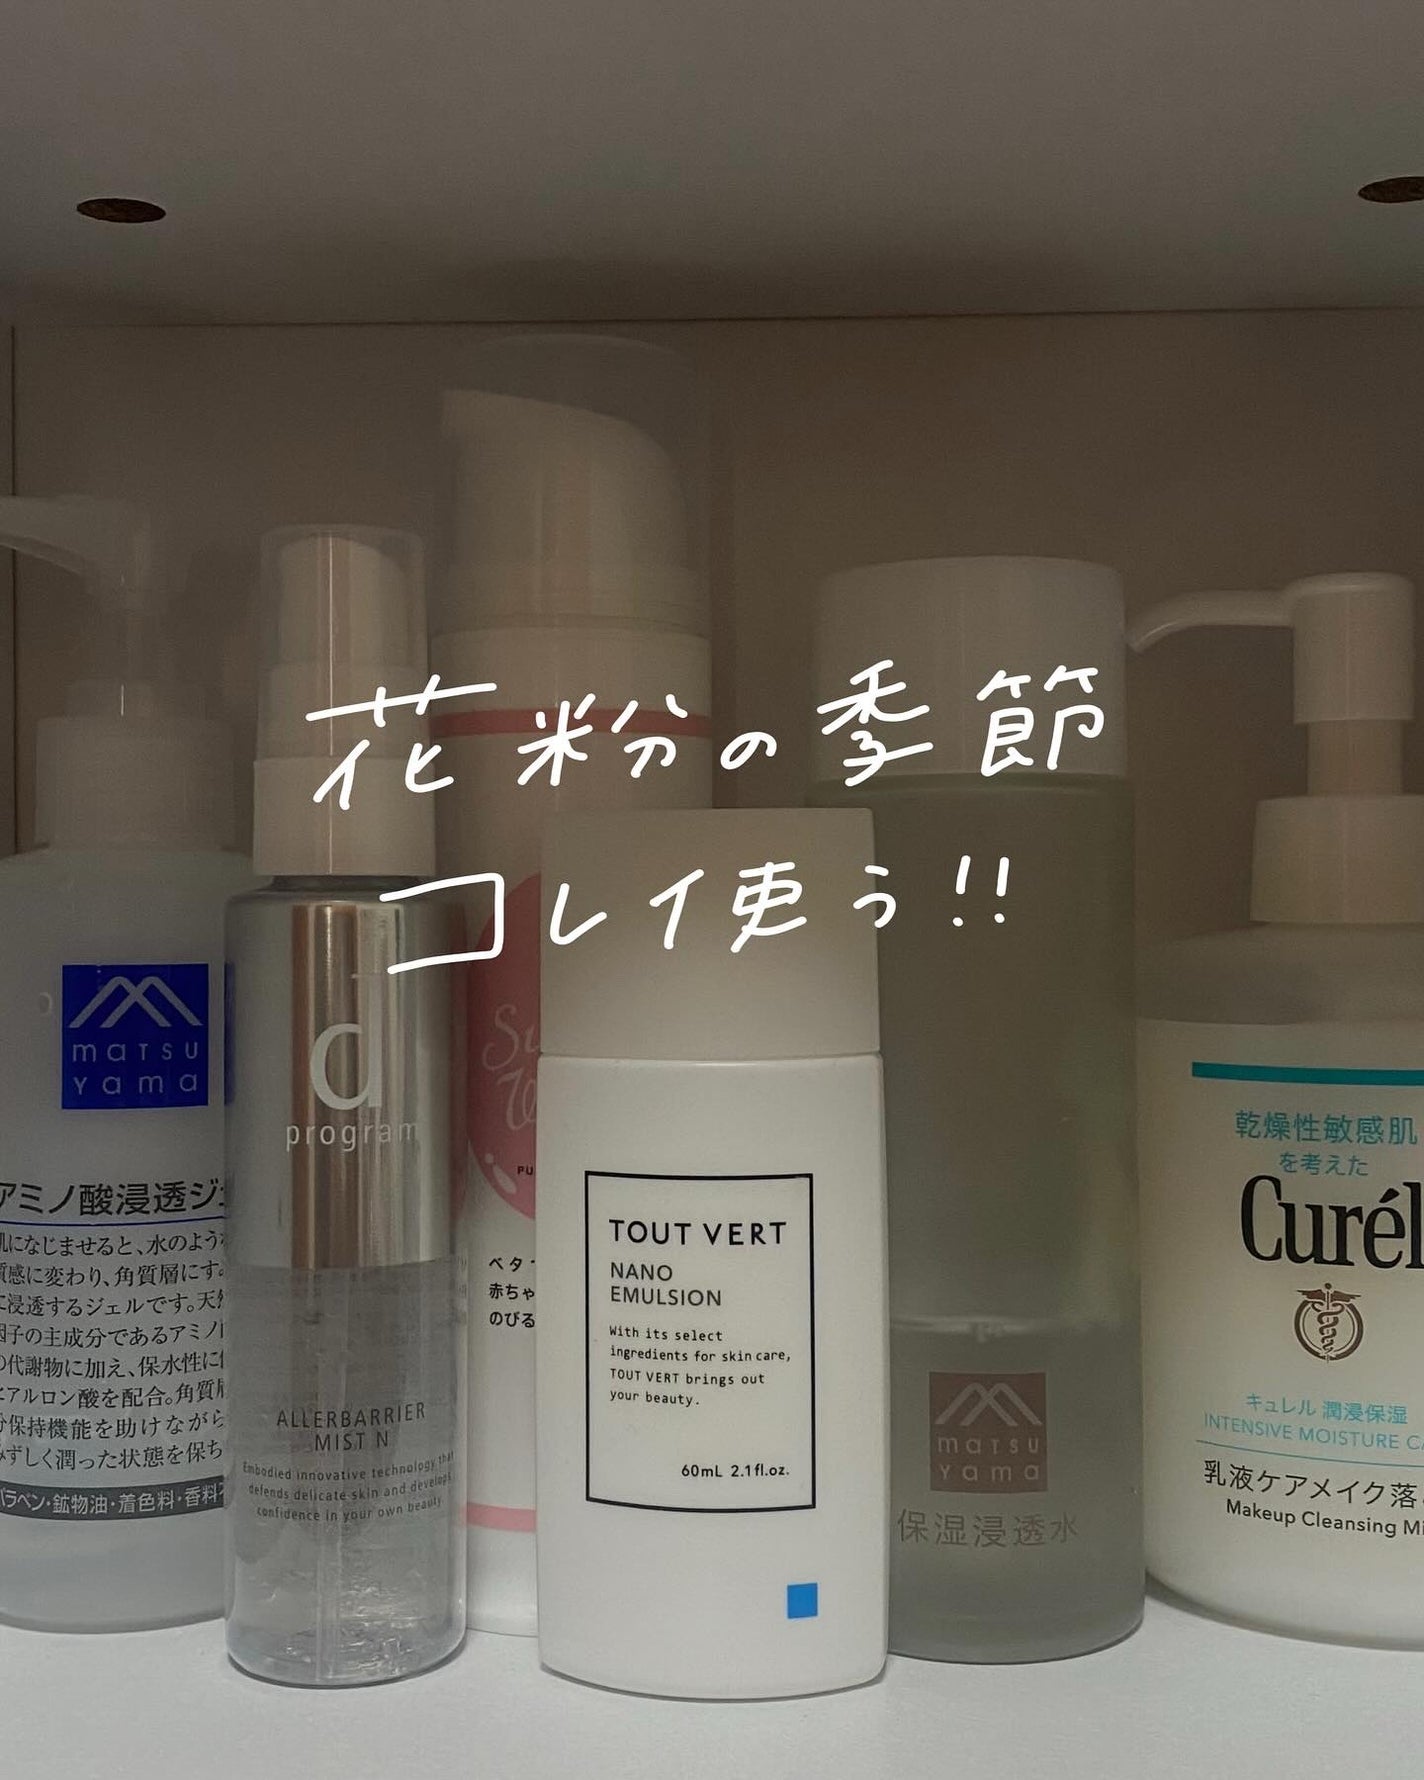 花粉の季節
コレ使う!!
matsu
yama
アミノ酸浸透ジ
肌になじませると、水のよう
質感に変わり、角質層にす
に浸透するジェルです。天然
因子の主成分であるアミノ
の代謝物に加え、保水性に
ヒアルロン酸を配合。角質
分保持機能を助けながら
みずしく潤った状態を保ち
パラベン・鉱物油・着色料・香料
d
program
ALLERBARRIER
MIST N
Embodied innovative technology that
defends delicate skin and develops
confidence in your own beauty
PU
ベタ
赤ちゃ
のびる
TOUT VERT
NANO
EMULSION
With its select
ingredients for skin care,
TOUT VERT brings out
your beauty.
60mL 2.1fl.oz.
matsu
yama
保湿浸透水
乾燥性敏感肌
を考えた
Curél
キュレル 潤浸保湿
INTENSIVE MOISTURE CA
乳液ケアメイク落
Makeup Cleansing Mi